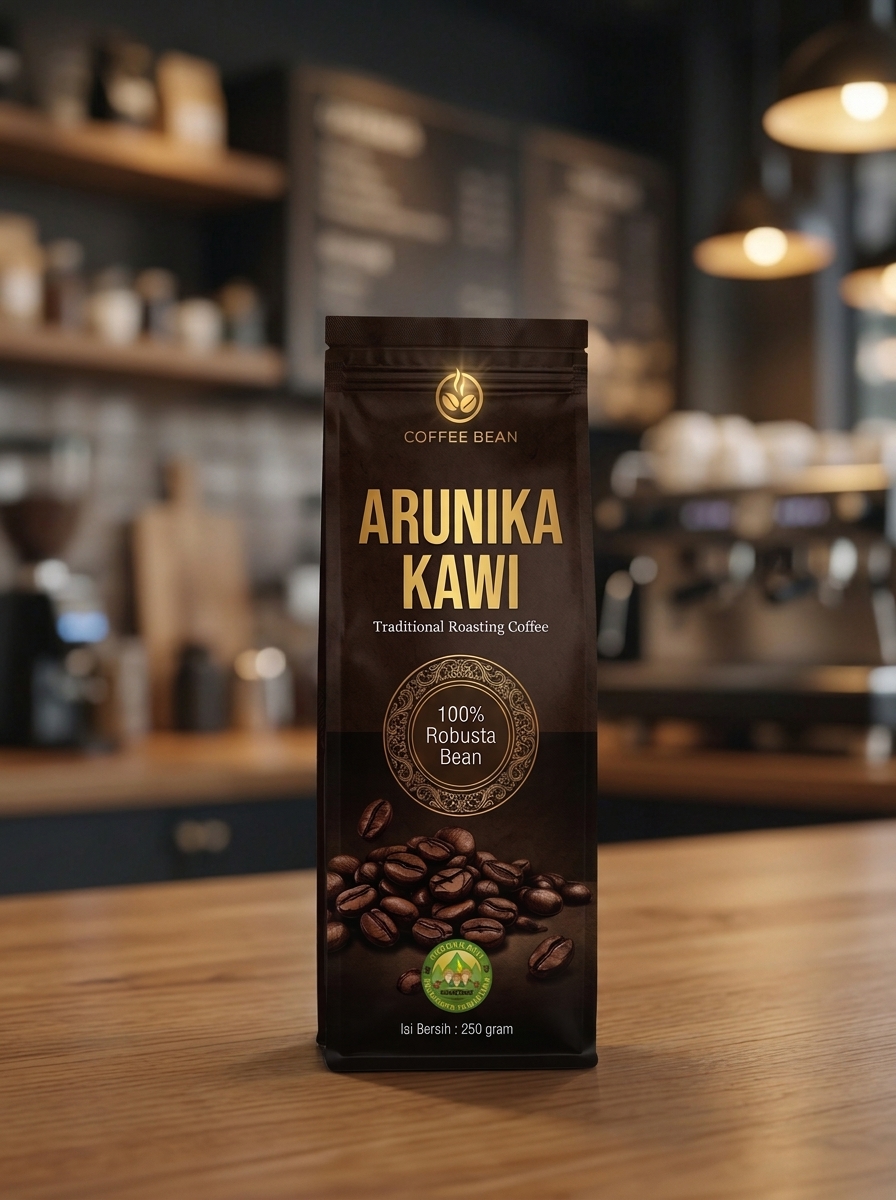 COFFEE BEAN
ARUNIKA
KAWI
Traditional Roasting Coffee
100%
Robusta
Bean
Isi Bersih : 250 gram